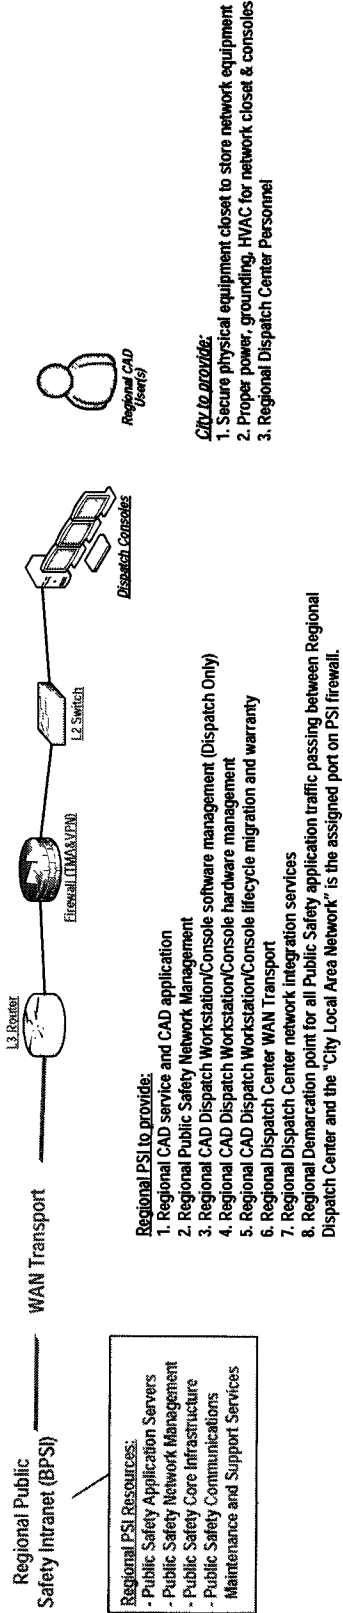 Regional Public
Safety Intranet (BPSI)
WAN Transport
L3 Router
Firewall (TMA&VPN)
L2 Switch
Dispatch Consoles
Regional CAD
User(s)
Regional PSI Resources:
- Public Safety Application Servers
- Public Safety Network Management
- Public Safety Core Infrastructure
- Public Safety Communications
Maintenance and Support Services
Regional PSI to provide:
1. Regional CAD service and CAD application
2. Regional Public Safety Network Management
3. Regional CAD Dispatch Workstation/Console software management (Dispatch Only)
4. Regional CAD Dispatch Workstation/Console hardware management
5. Regional CAD Dispatch Workstation/Console lifecycle migration and warranty
6. Regional Dispatch Center WAN Transport
7. Regional Dispatch Center network integration services
8. Regional Demarcation point for all Public Safety application traffic passing between Regional
Dispatch Center and the "City Local Area Network" is the assigned port on PSI firewall.
City to provide:
1. Secure physical equipment closet to store network equipment
2. Proper power, grounding, HVAC for network closet & consoles
3. Regional Dispatch Center Personnel